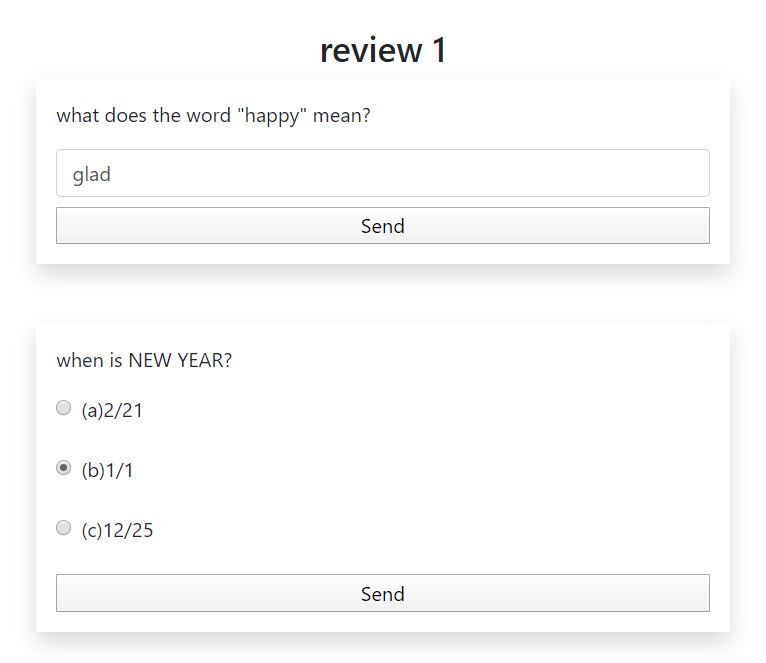 review 1
what does the word "happy" mean?
glad
Send
when is NEW YEAR?
(a)2/21
(b)1/1
(c)12/25
Send